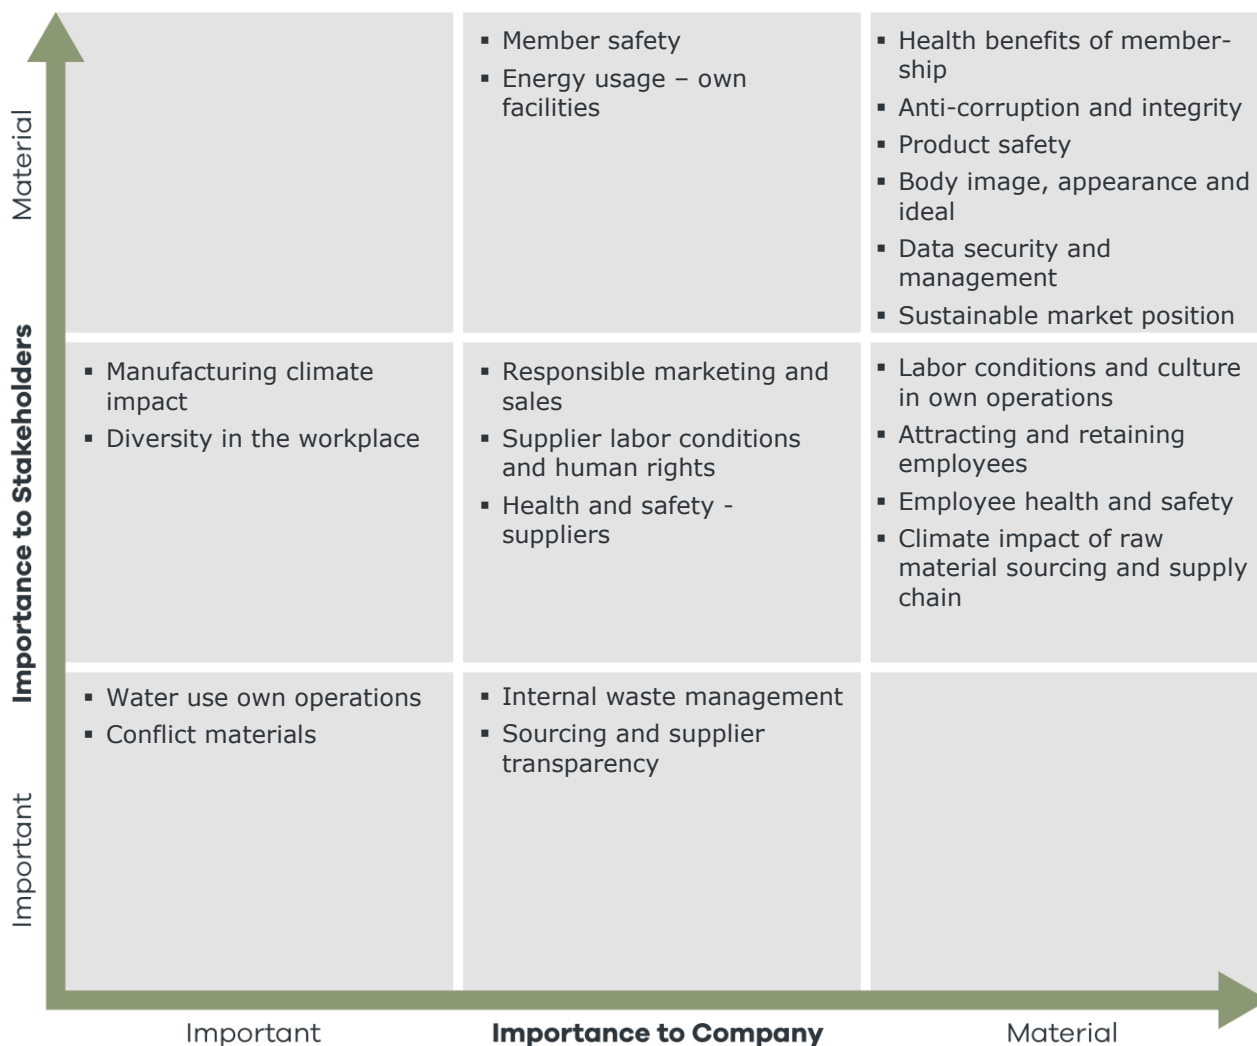 Material
Importance to Stakeholders
Important
▪ Member safety
▪ Energy usage – own
facilities
▪ Health benefits of member-
ship
▪ Anti-corruption and integrity
▪ Product safety
▪ Body image, appearance and
ideal
▪ Data security and
management
▪ Sustainable market position
▪ Manufacturing climate
impact
▪ Diversity in the workplace
▪ Responsible marketing and
sales
▪ Supplier labor conditions
and human rights
▪ Health and safety -
suppliers
▪ Labor conditions and culture
in own operations
▪ Attracting and retaining
employees
▪ Employee health and safety
▪ Climate impact of raw
material sourcing and supply
chain
▪ Water use own operations
▪ Conflict materials
▪ Internal waste management
▪ Sourcing and supplier
transparency
Important
Importance to Company
Material